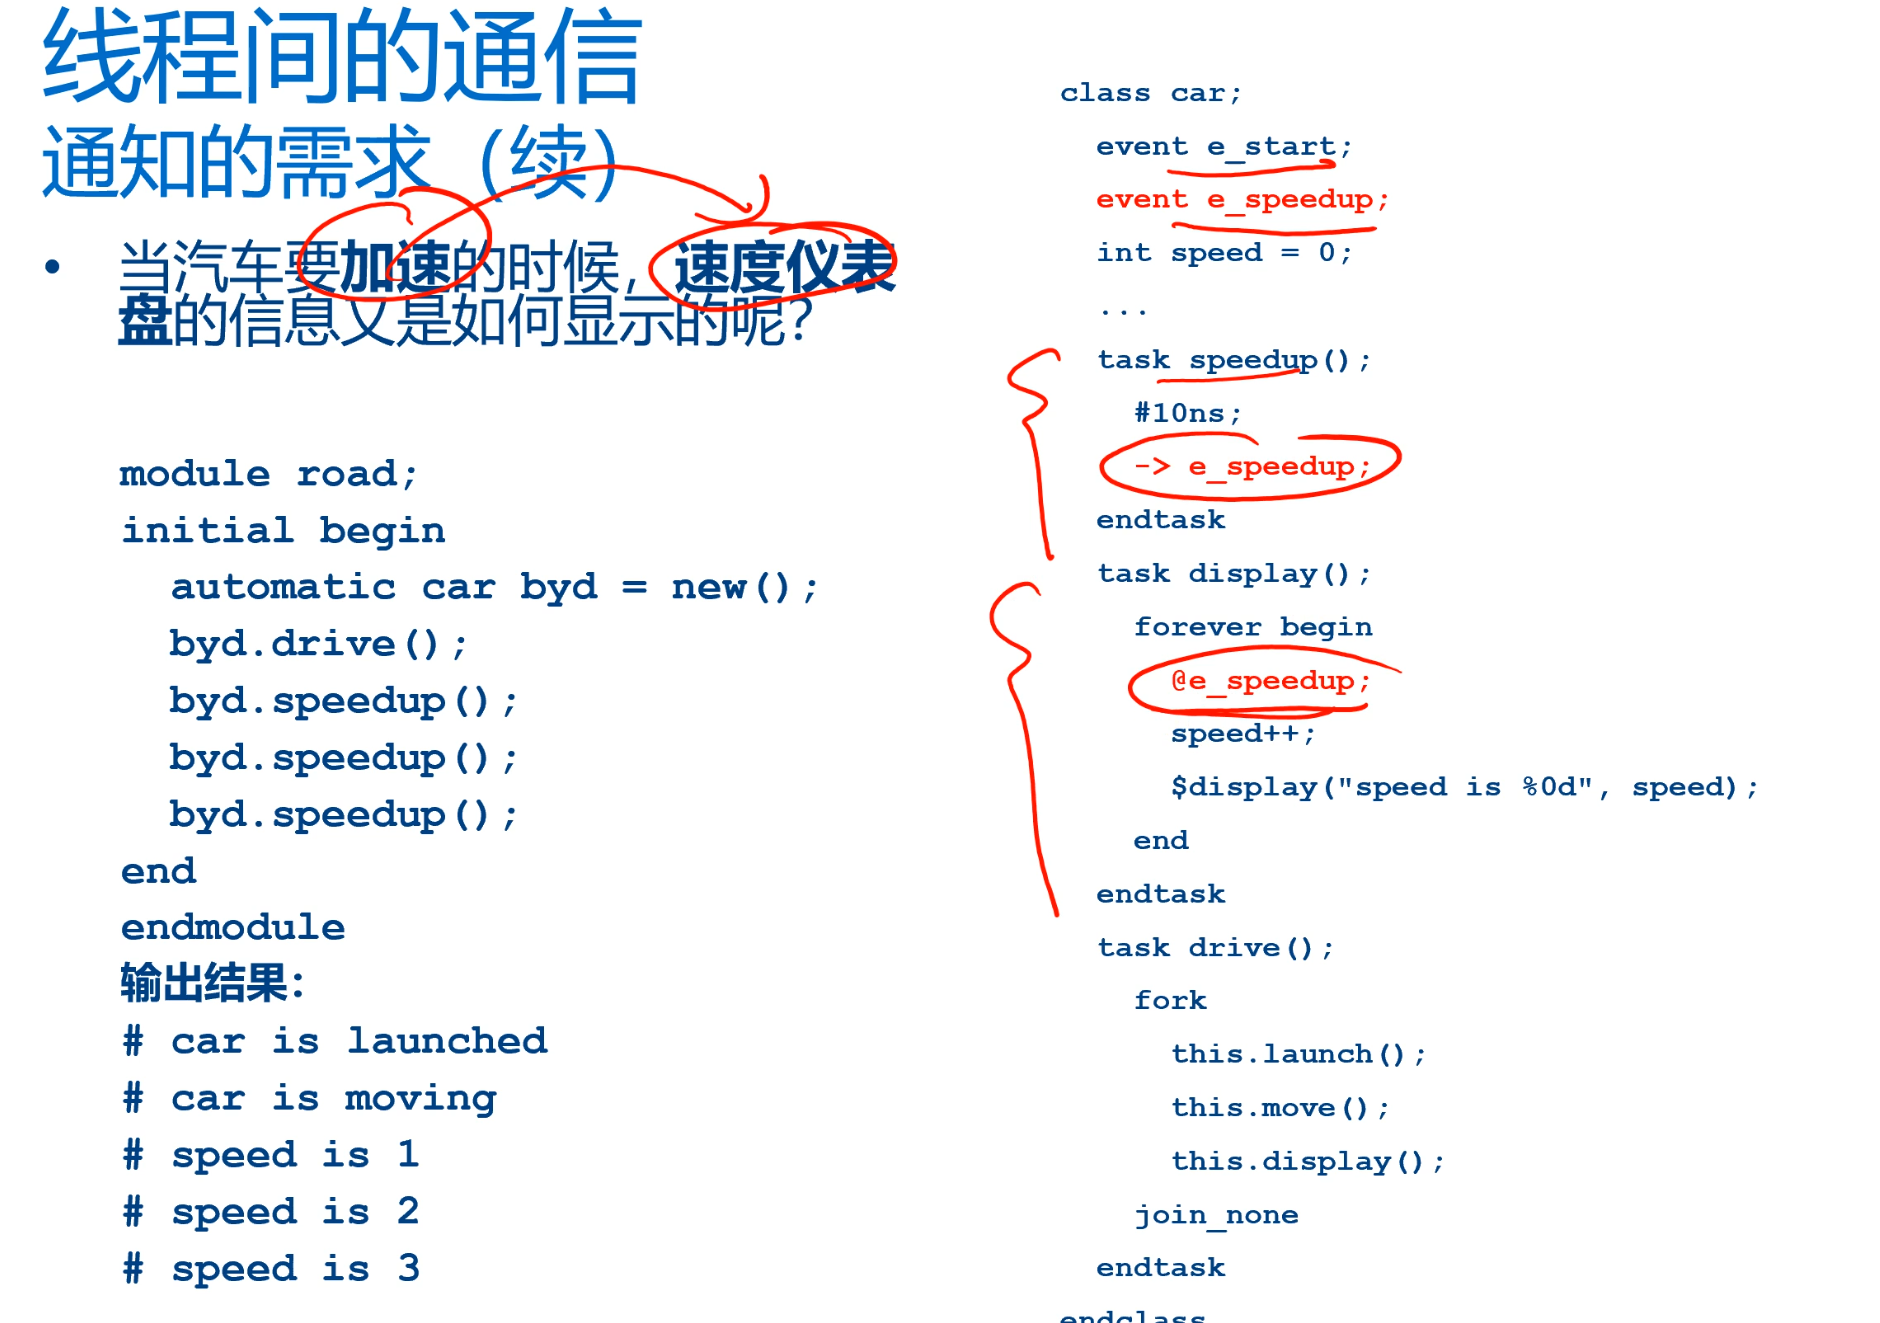 线程间的通信
通知的需求（续）
• 当汽车要加速的时候，速度仪表
盘的信息又是如何显示的呢？
module road;
initial begin
automatic car byd = new();
byd.drive();
byd.speedup();
byd.speedup();
byd.speedup();
end
endmodule
输出结果：
# car is launched
# car is moving
# speed is 1
# speed is 2
# speed is 3
class car;
event e_start;
event e_speedup;
int speed = 0;
...
task speedup();
#10ns;
-> e_speedup;
endtask
task display();
forever begin
@e_speedup;
speed++;
$display("speed is %0d", speed);
end
endtask
task drive();
fork
this.launch();
this.move();
this.display();
join_none
endtask
endclass